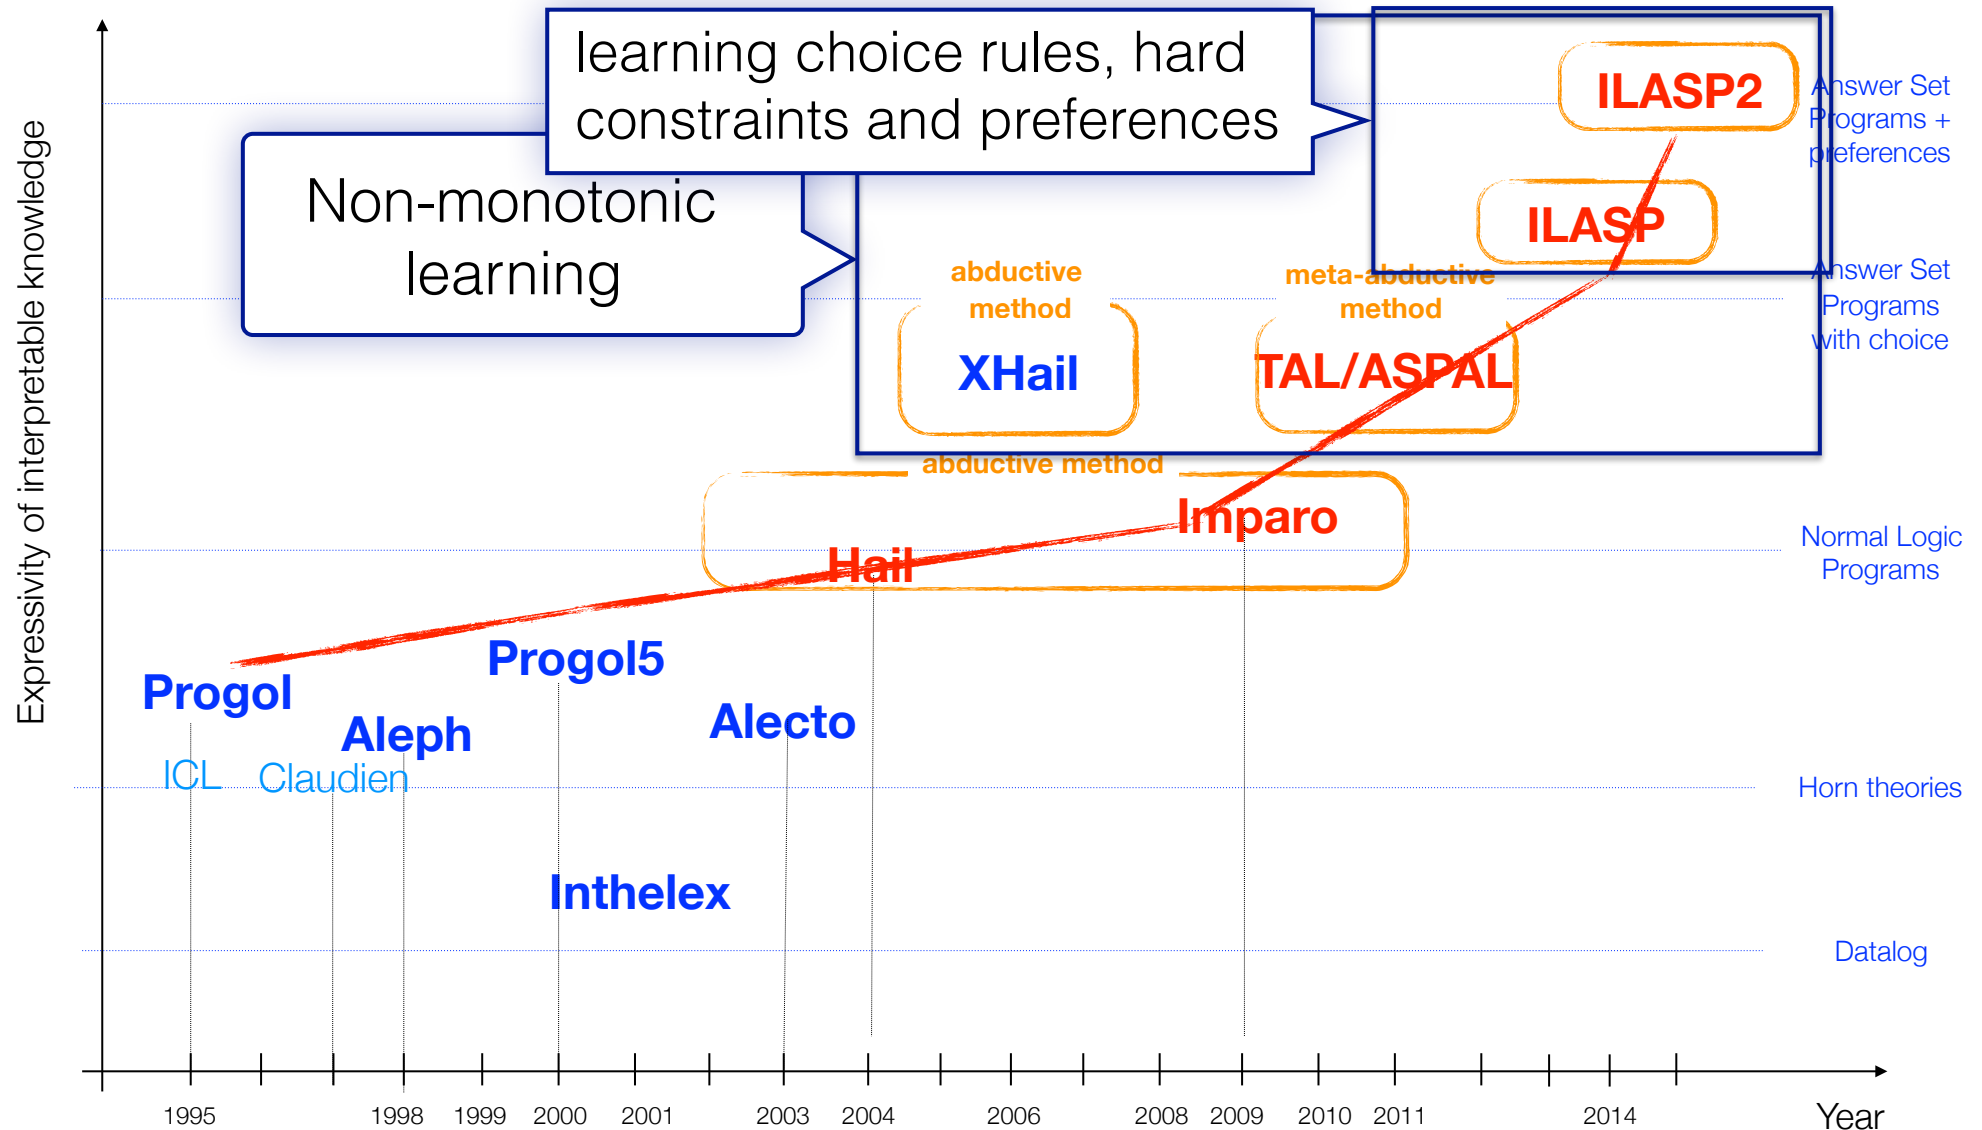 learning choice rules, hard
constraints and preferences
ILASP2
Answer Set
Programs +
preferences
Non-monotonic
learning
ILASP
abductive
method
meta-abductive
method
Answer Set
Programs
with choice
XHail
TAL/ASPAL
abductive method
Imparo
Hail
Normal Logic
Programs
Progol5
Progol
Aleph
Alecto
ICL
Claudien
Horn theories
Inthelex
Datalog
Expressivity of interpretable knowledge
1995
1998
1999
2000
2001
2003
2004
2006
2008
2009
2010
2011
2014
Year